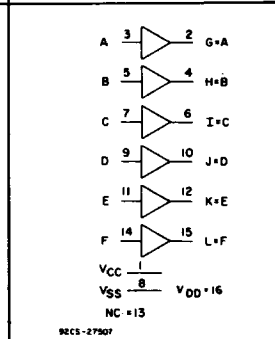 A 3 2 G=A
B 5 4 H=B
C 7 6 I=C
D 9 10 J=D
E 11 12 K=E
F 14 15 L=F
VCC 1
VSS 8 VDD=16
NC=13
92CS-27507